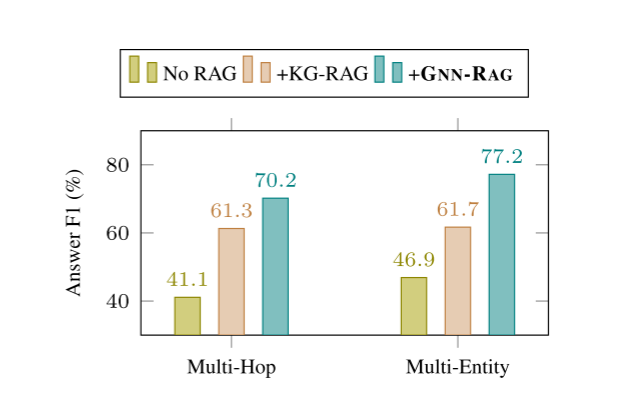 No RAG +KG-RAG +GNN-RAG
80
60
40
Answer F1 (%)
41.1 61.3 70.2
46.9 61.7 77.2
Multi-Hop Multi-Entity